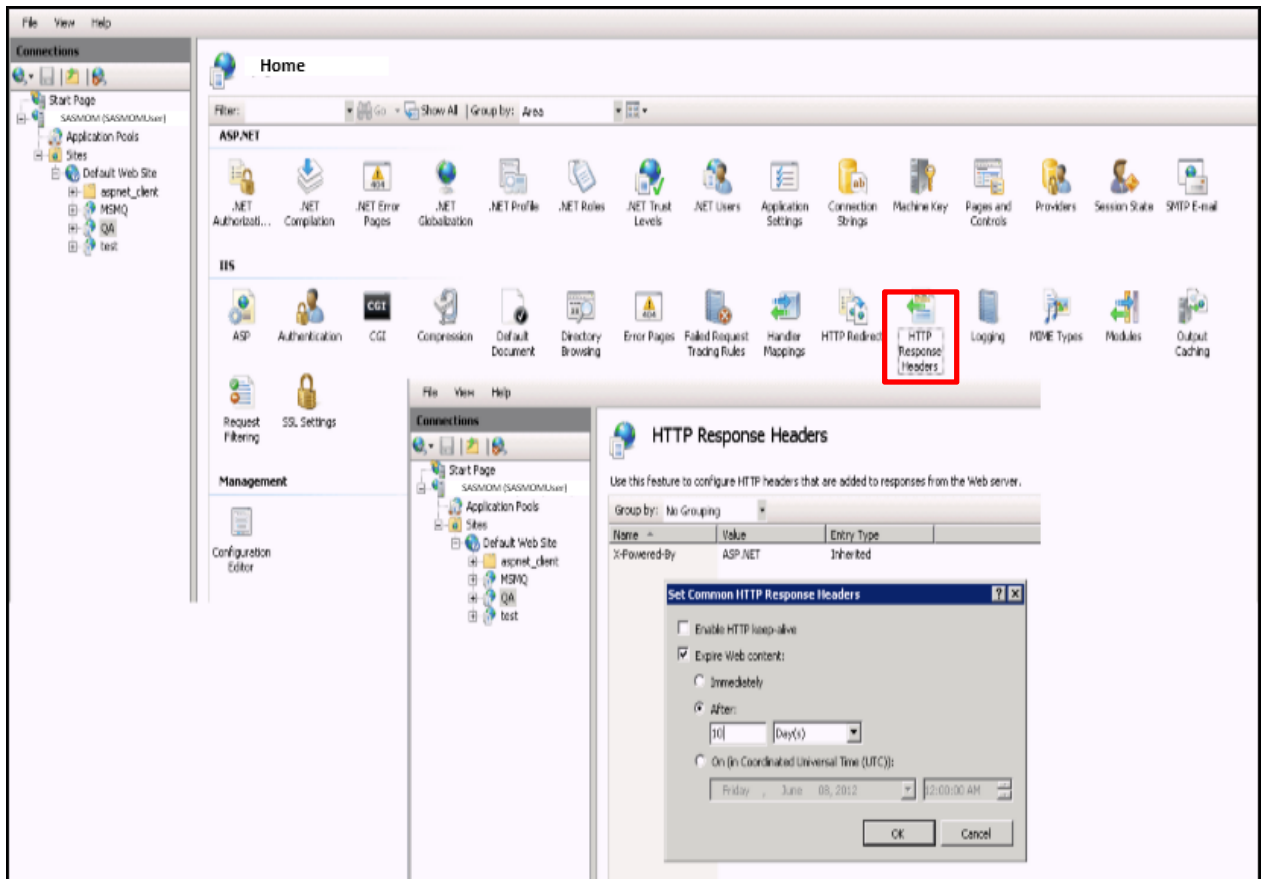 File View Help
Connections
Start Page
SASMOM (SASMOMUser)
Application Pools
Sites
Default Web Site
aspnet_client
MSMQ
QA
test
Home
Filter: Go Show All Group by: Area
ASP.NET
.NET Authorizati...
.NET Compilation
.NET Error Pages
.NET Globalization
.NET Profile
.NET Roles
.NET Trust Levels
.NET Users
Application Settings
Connection Strings
Machine Key
Pages and Controls
Providers
Session State
SMTP E-mail
IIS
ASP
Authentication
CGI
Compression
Default Document
Directory Browsing
Error Pages
Failed Request Tracing Rules
Handler Mappings
HTTP Redirect
HTTP Response Headers
Logging
MIME Types
Modules
Output Caching
Request Filtering
SSL Settings
Management
Configuration Editor
File View Help
Connections
Start Page
SASMOM (SASMOMUser)
Application Pools
Sites
Default Web Site
aspnet_client
MSMQ
QA
test
HTTP Response Headers
Use this feature to configure HTTP headers that are added to responses from the Web server.
Group by: No Grouping
Name Value Entry Type
X-Powered-By ASP.NET Inherited
Set Common HTTP Response Headers
Enable HTTP keep-alive
Expire Web content:
Immediately
After:
10 Day(s)
On (in Coordinated Universal Time (UTC)):
Friday , June 08, 2012 12:00:00 AM
OK Cancel